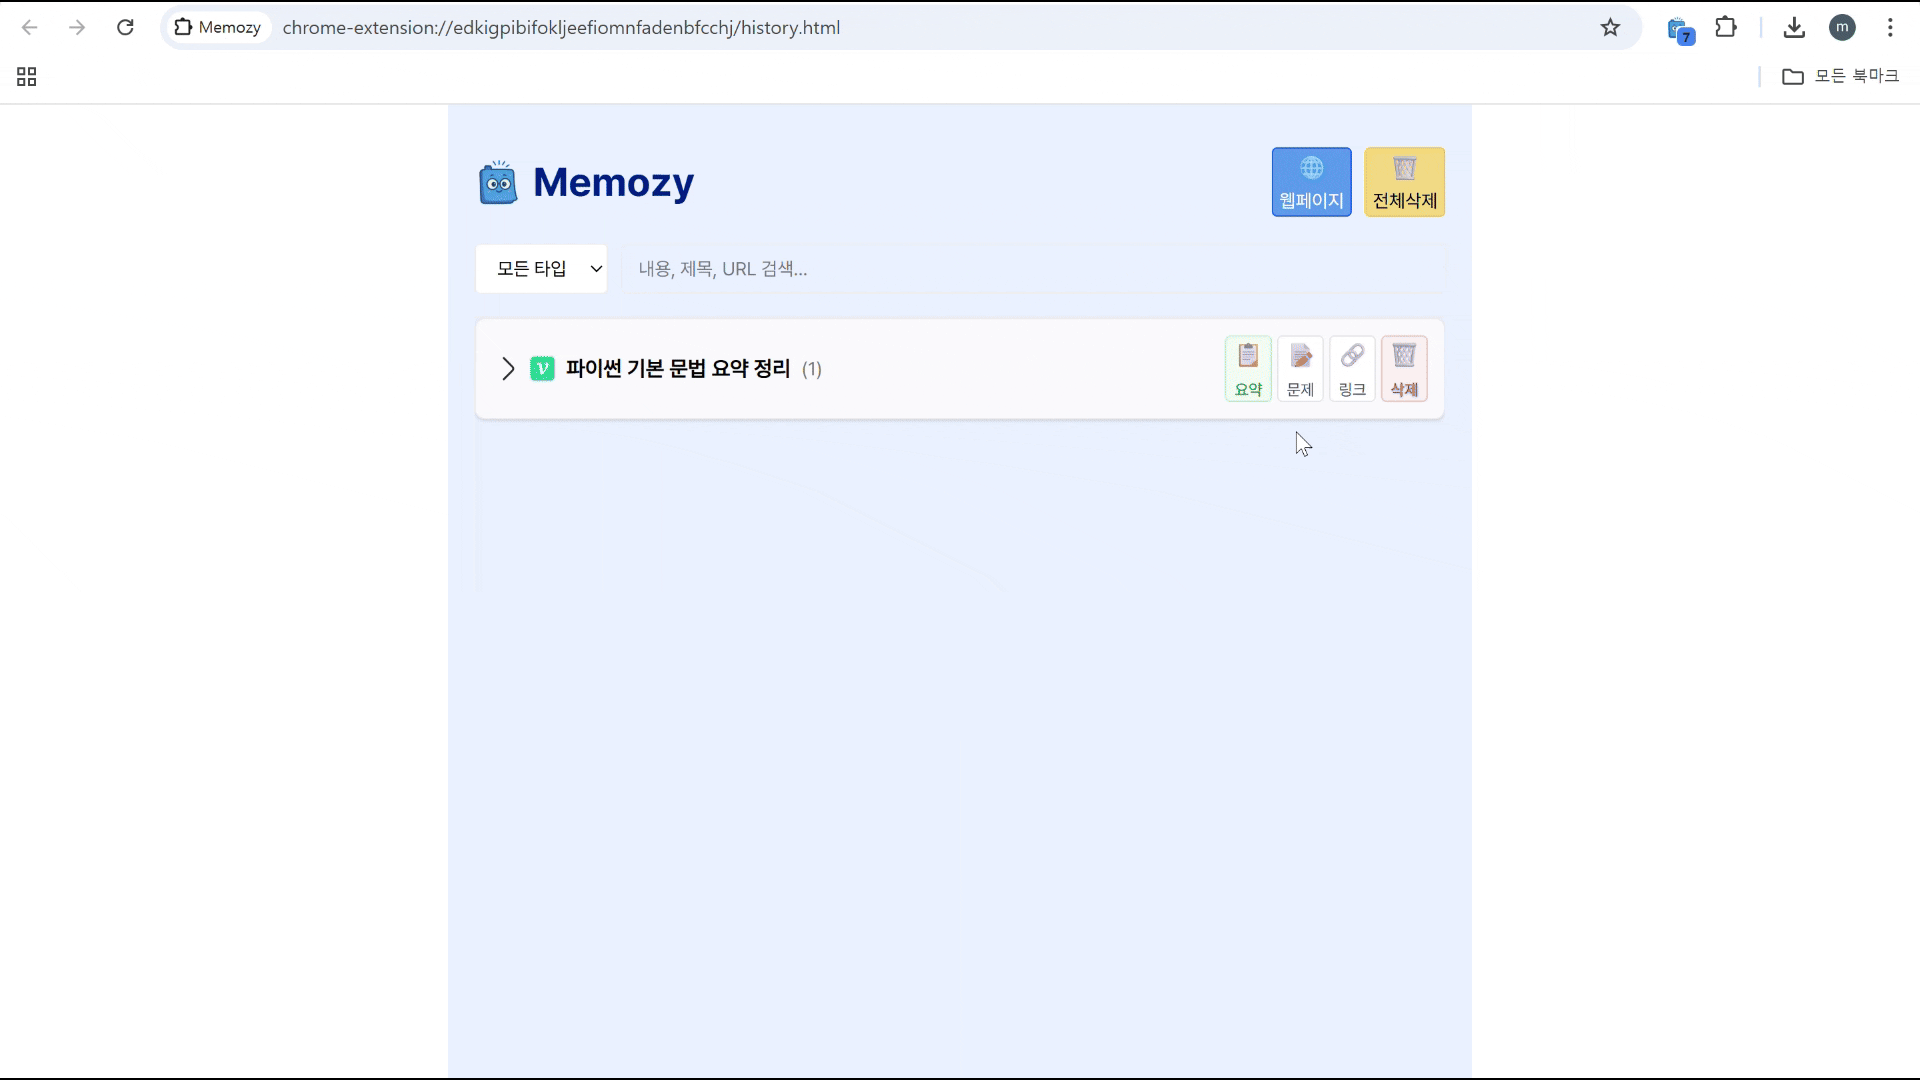 Memozy
chrome-extension://edkigpibifokljeefiomnfadenbfcchj/history.html
7
m
모든 북마크
Memozy
웹페이지
전체삭제
모든 타입
내용, 제목, URL 검색...
v 파이썬 기본 문법 요약 정리 (1)
요약
문제
링크
삭제